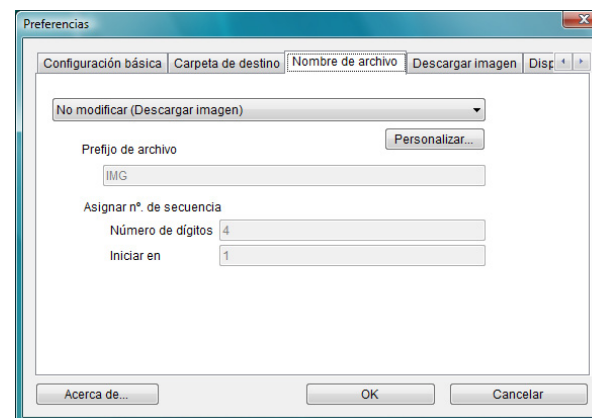 Preferencias
Configuración básica Carpeta de destino Nombre de archivo Descargar imagen
No modificar (Descargar imagen)
Personalizar...
Prefijo de archivo
IMG
Asignar nº. de secuencia
Número de dígitos 4
Iniciar en 1
Acerca de... OK Cancelar